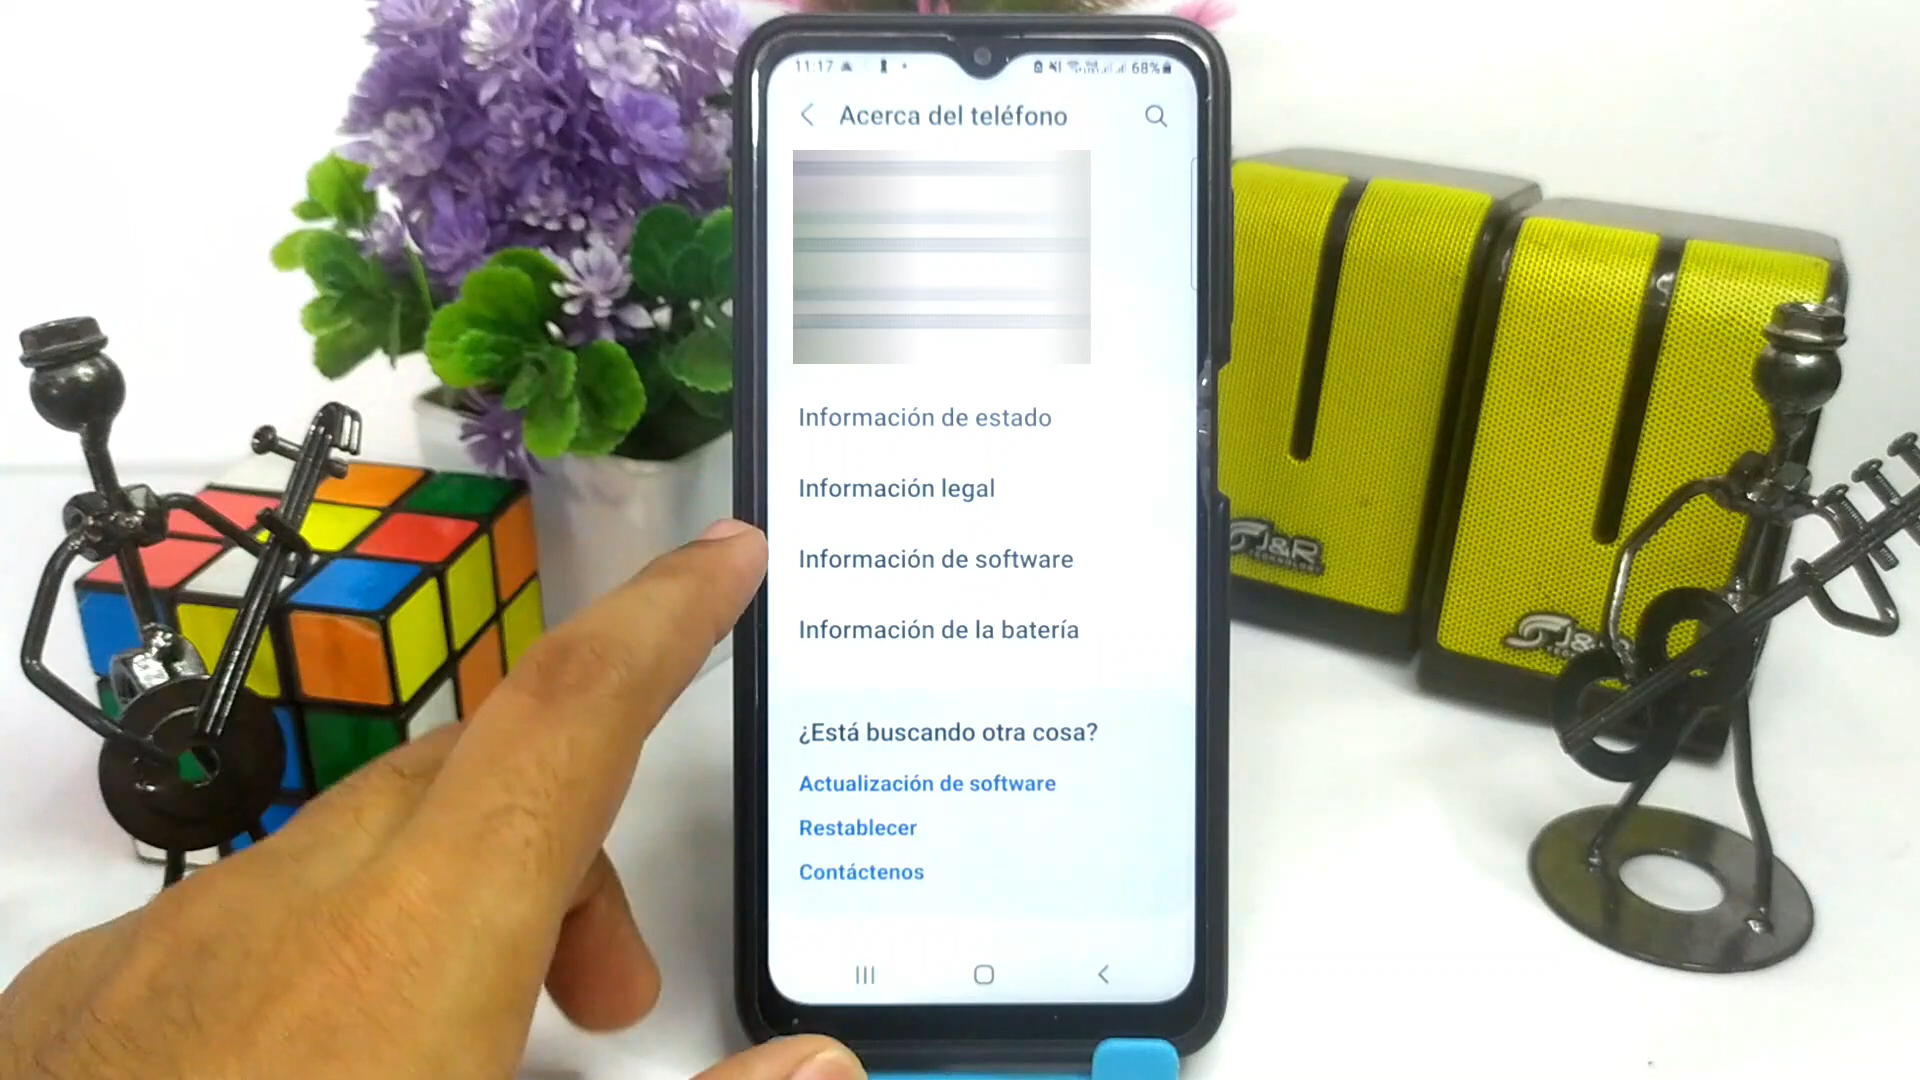 11:17
68%
Acerca del teléfono
Información de estado
Información legal
Información de software
Información de la batería
¿Está buscando otra cosa?
Actualización de software
Restablecer
Contáctenos
J&R
TECHNOLOGY
J&R